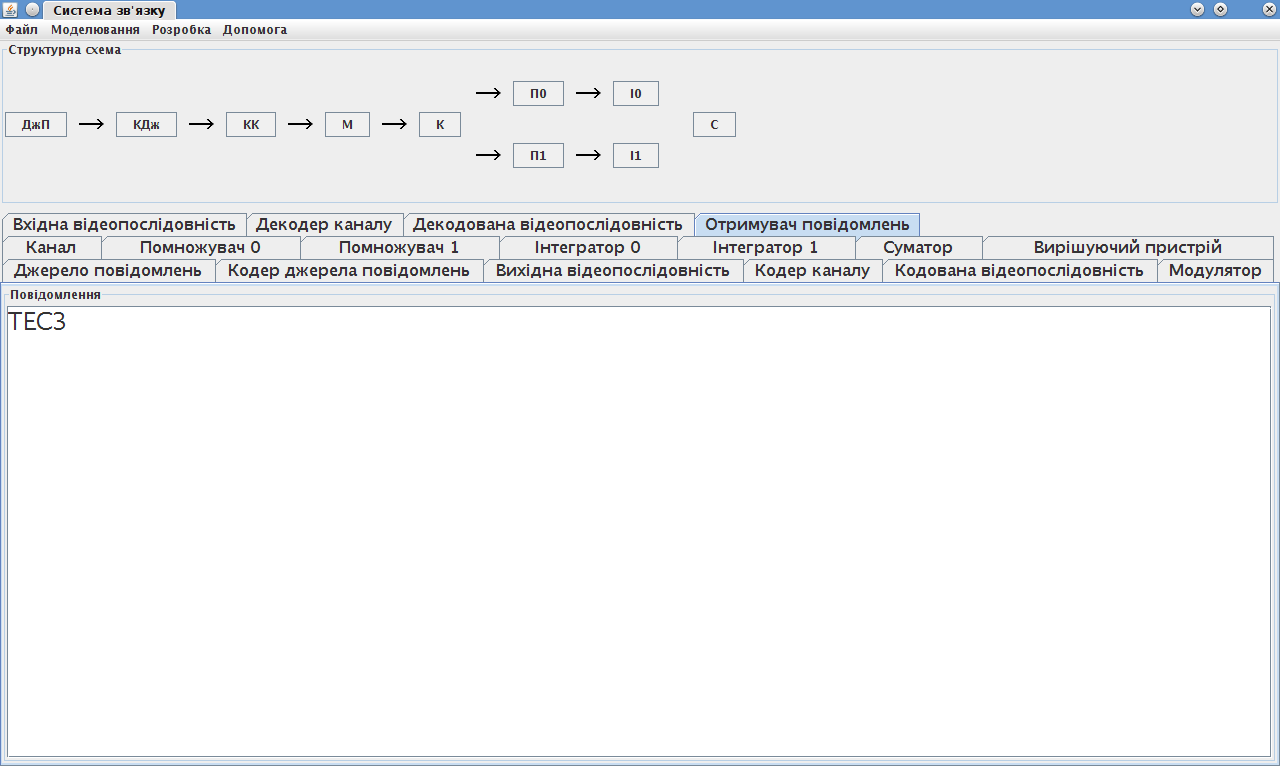 Система зв'язку
Файл Моделювання Розробка Допомога
Структурна схема
П0 І0
ДжП КДж КК М К С
П1 І1
Вхідна відеопослідовність Декодер каналу Декодована відеопослідовність Отримувач повідомлень
Канал Помножувач 0 Помножувач 1 Інтегратор 0 Інтегратор 1 Суматор Вирішуючий пристрій
Джерело повідомлень Кодер джерела повідомлень Вихідна відеопослідовність Кодер каналу Кодована відеопослідовність Модулятор
Повідомлення
ТЕСЗ